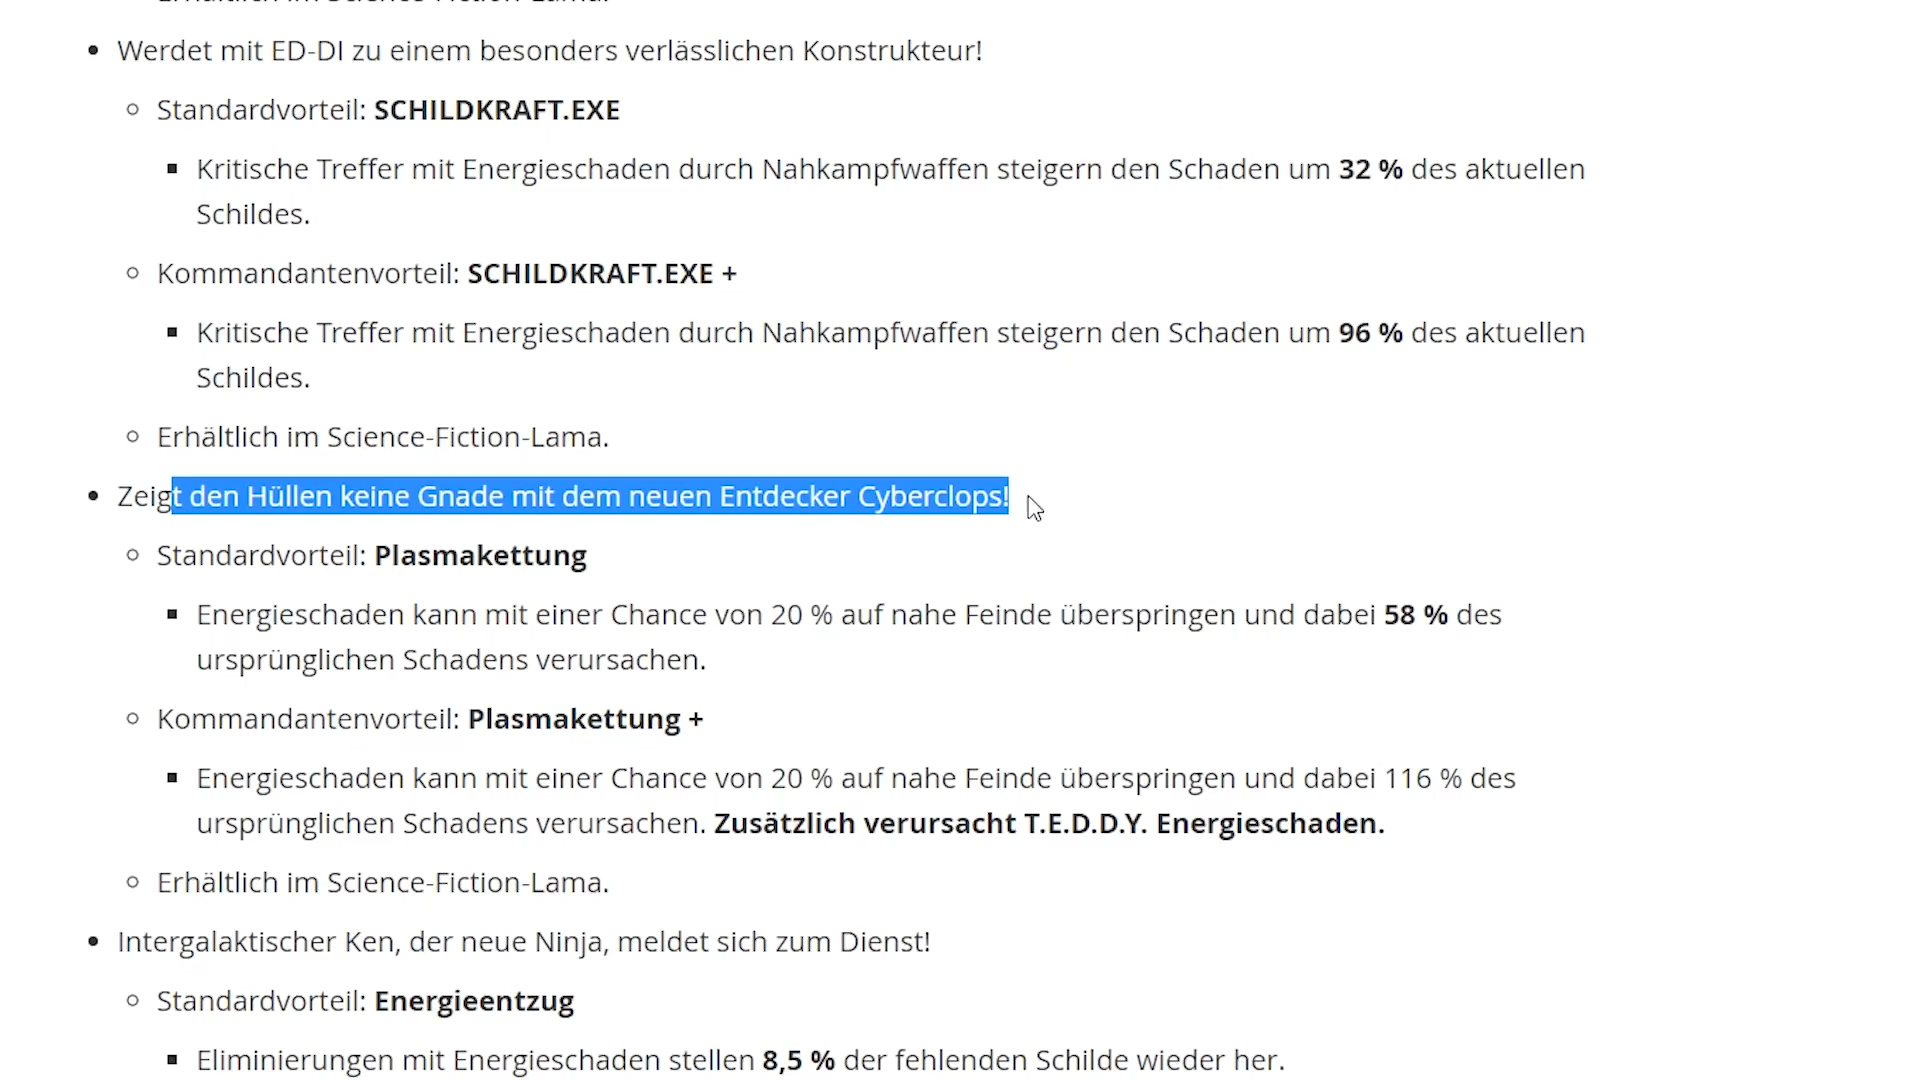 Erhältlich im Science-Fiction-Lama.
Werdet mit ED-DI zu einem besonders verlässlichen Konstrukteur!
Standardvorteil: SCHILDKRAFT.EXE
Kritische Treffer mit Energieschaden durch Nahkampfwaffen steigern den Schaden um 32 % des aktuellen
Schildes.
Kommandantenvorteil: SCHILDKRAFT.EXE +
Kritische Treffer mit Energieschaden durch Nahkampfwaffen steigern den Schaden um 96 % des aktuellen
Schildes.
Erhältlich im Science-Fiction-Lama.
Zeigt den Hüllen keine Gnade mit dem neuen Entdecker Cyberclops!
Standardvorteil: Plasmakettung
Energieschaden kann mit einer Chance von 20 % auf nahe Feinde überspringen und dabei 58 % des
ursprünglichen Schadens verursachen.
Kommandantenvorteil: Plasmakettung +
Energieschaden kann mit einer Chance von 20 % auf nahe Feinde überspringen und dabei 116 % des
ursprünglichen Schadens verursachen. Zusätzlich verursacht T.E.D.D.Y. Energieschaden.
Erhältlich im Science-Fiction-Lama.
Intergalaktischer Ken, der neue Ninja, meldet sich zum Dienst!
Standardvorteil: Energieentzug
Eliminierungen mit Energieschaden stellen 8,5 % der fehlenden Schilde wieder her.